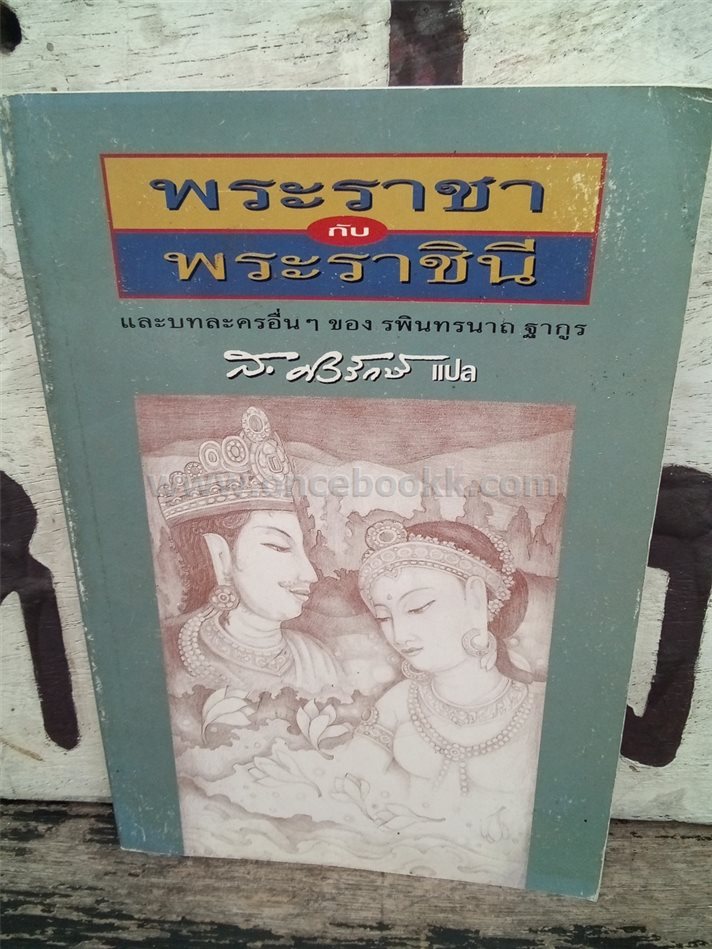 พระราชา
กับ
พระราชินี
และบทละครอื่น ๆ ของ รพินทรนาถ ฐากูร
ส. ศิวรักษ์ แปล
www.oncebookk.com